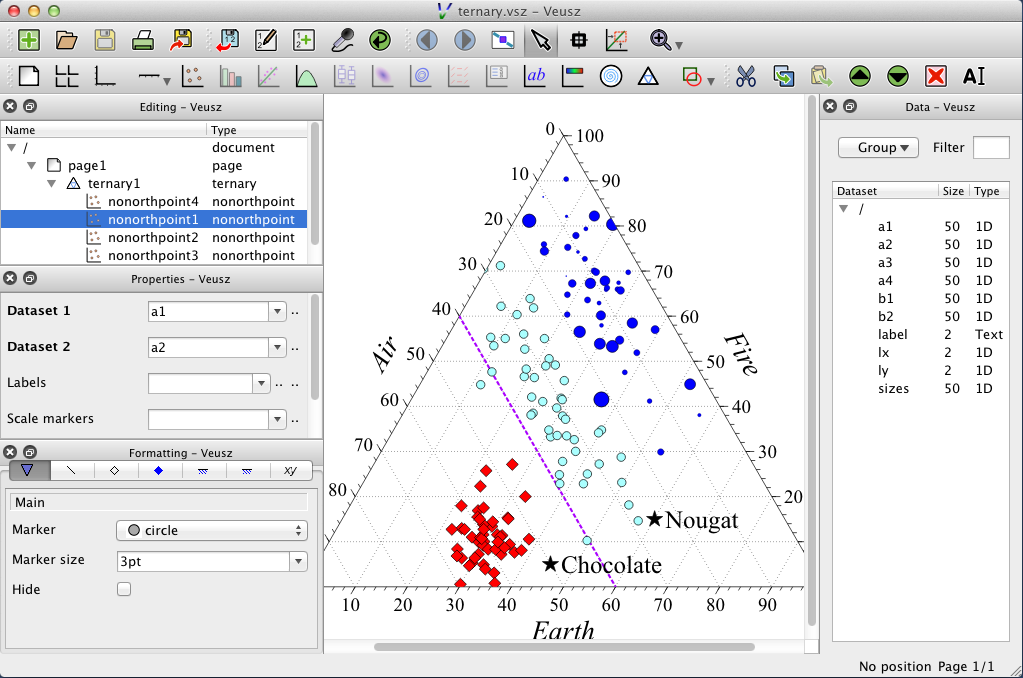 ternary.vsz – Veusz
ab
AI
Editing – Veusz
Name Type
/ document
page1 page
ternary1 ternary
nonorthpoint4 nonorthpoint
nonorthpoint1 nonorthpoint
nonorthpoint2 nonorthpoint
nonorthpoint3 nonorthpoint
Properties – Veusz
Dataset 1 a1 ..
Dataset 2 a2 ..
Labels .. ..
Scale markers ..
Formatting – Veusz
xy
Main
Marker circle
Marker size 3pt
Hide
0 100
10 90
20 80
30 70
40 60
50 50
60 40
70 30
80 20
Air
Fire
Nougat
Chocolate
10 20 30 40 50 60 70 80 90
Earth
Data – Veusz
Group Filter
Dataset Size Type
/
a1 50 1D
a2 50 1D
a3 50 1D
a4 50 1D
b1 50 1D
b2 50 1D
label 2 Text
lx 2 1D
ly 2 1D
sizes 50 1D
No position Page 1/1